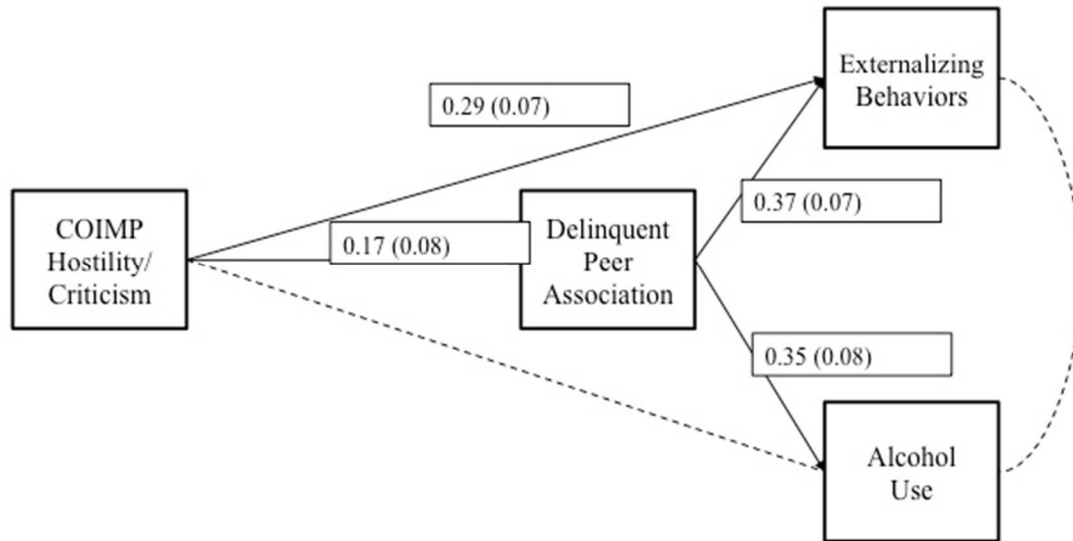 Externalizing
Behaviors
0.29 (0.07)
0.37 (0.07)
COIMP
Hostility/
Criticism
0.17 (0.08)
Delinquent
Peer
Association
0.35 (0.08)
Alcohol
Use